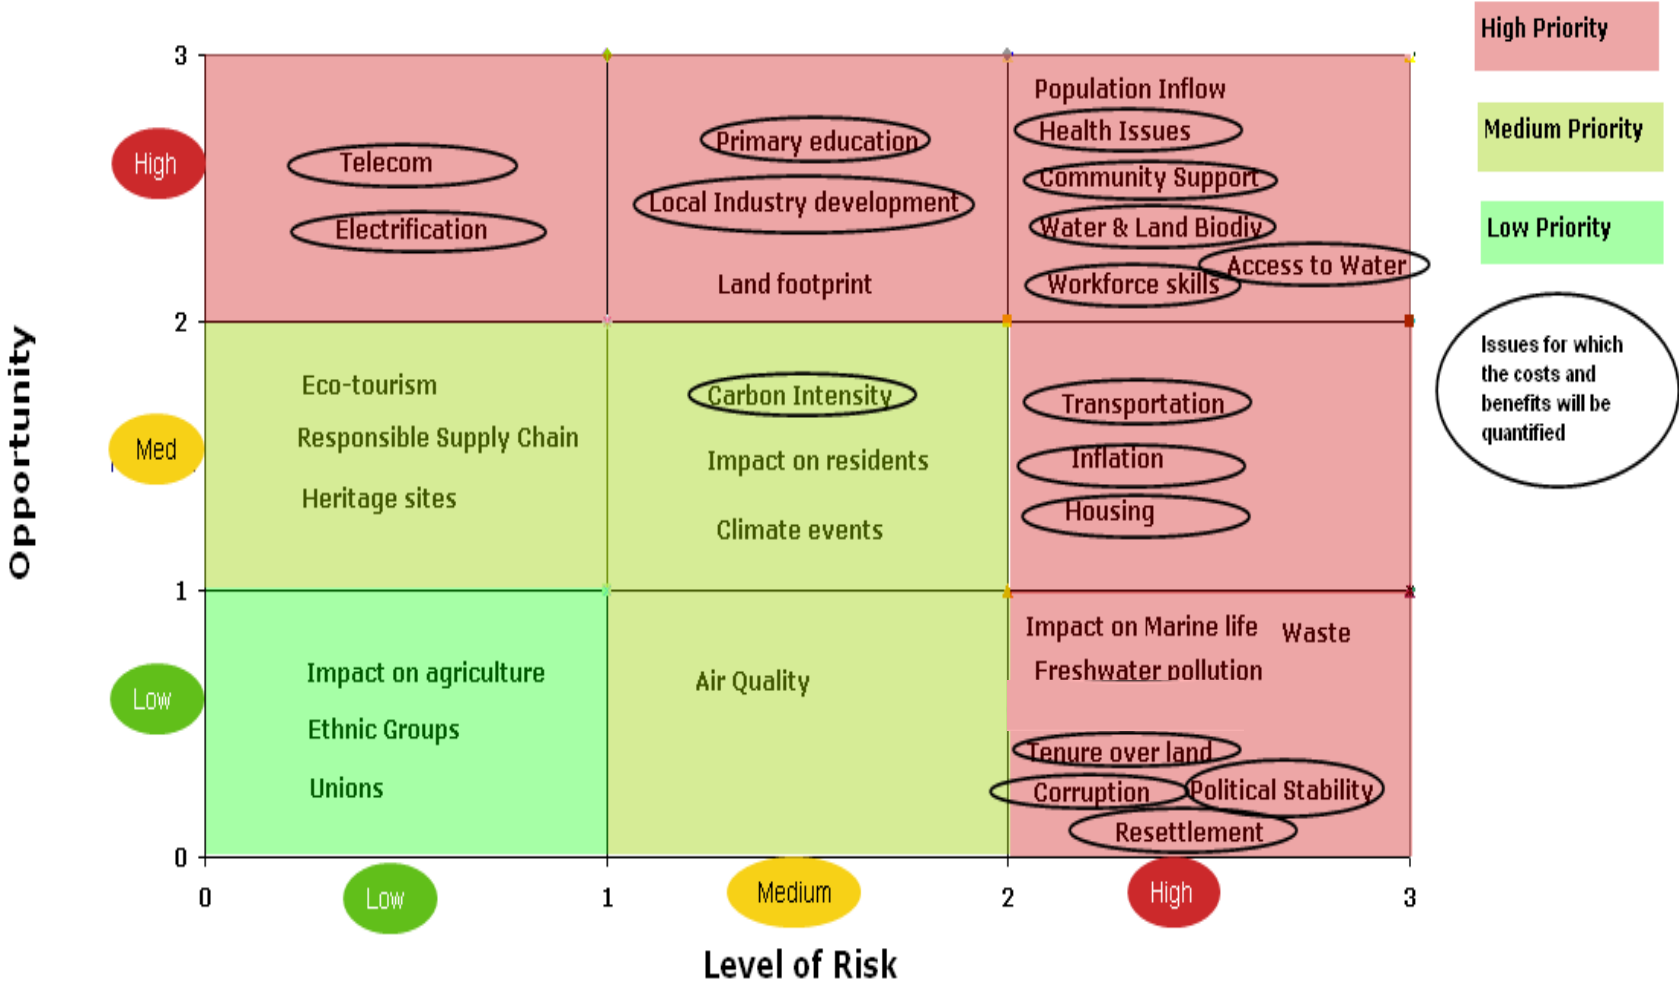 High Priority
Medium Priority
Low Priority
Issues for which
the costs and
benefits will be
quantified
Opportunity
3
High
Telecom
Electrification
Primary education
Local Industry development
Land footprint
Population Inflow
Health Issues
Community Support
Water & Land Biodiv
Access to Water
Workforce skills
2
Med
Eco-tourism
Responsible Supply Chain
Heritage sites
Carbon Intensity
Impact on residents
Climate events
Transportation
Inflation
Housing
1
Low
Impact on agriculture
Ethnic Groups
Unions
Air Quality
Impact on Marine life
Waste
Freshwater pollution
Tenure over land
Corruption
Political Stability
Resettlement
0
0
Low
1
Medium
2
High
3
Level of Risk